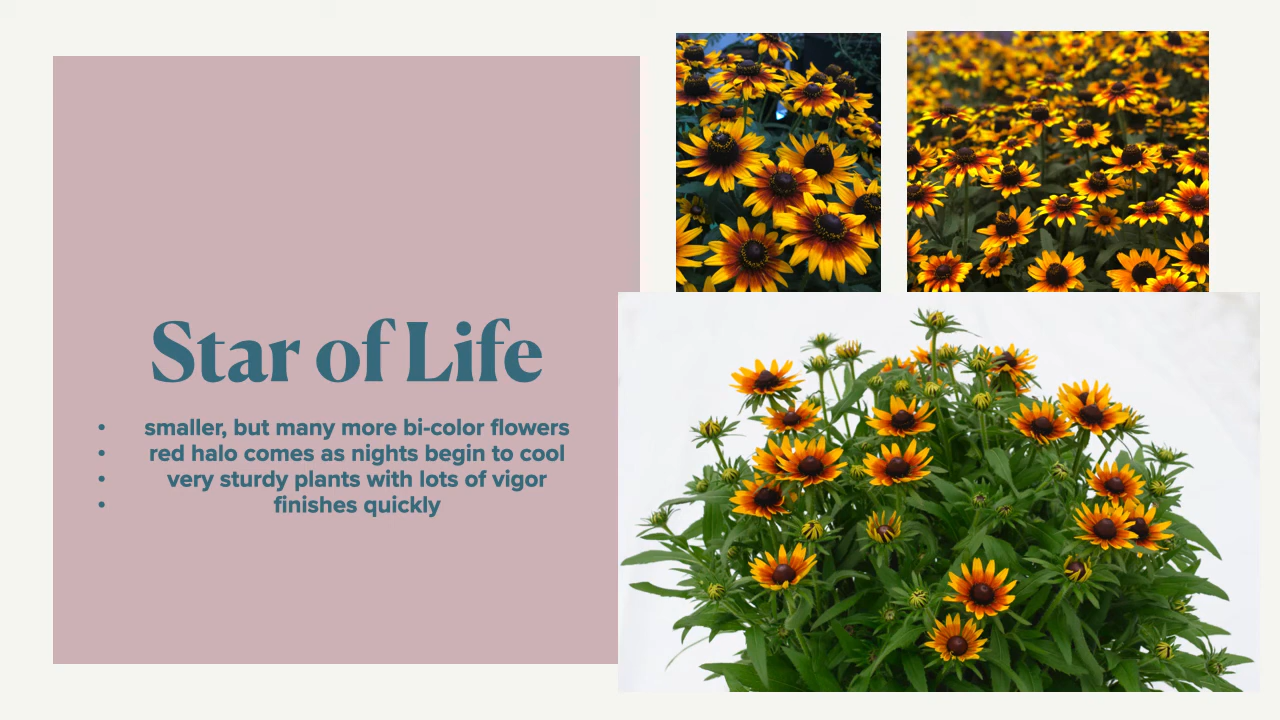 Star of Life
• smaller, but many more bi-color flowers
• red halo comes as nights begin to cool
• very sturdy plants with lots of vigor
• finishes quickly